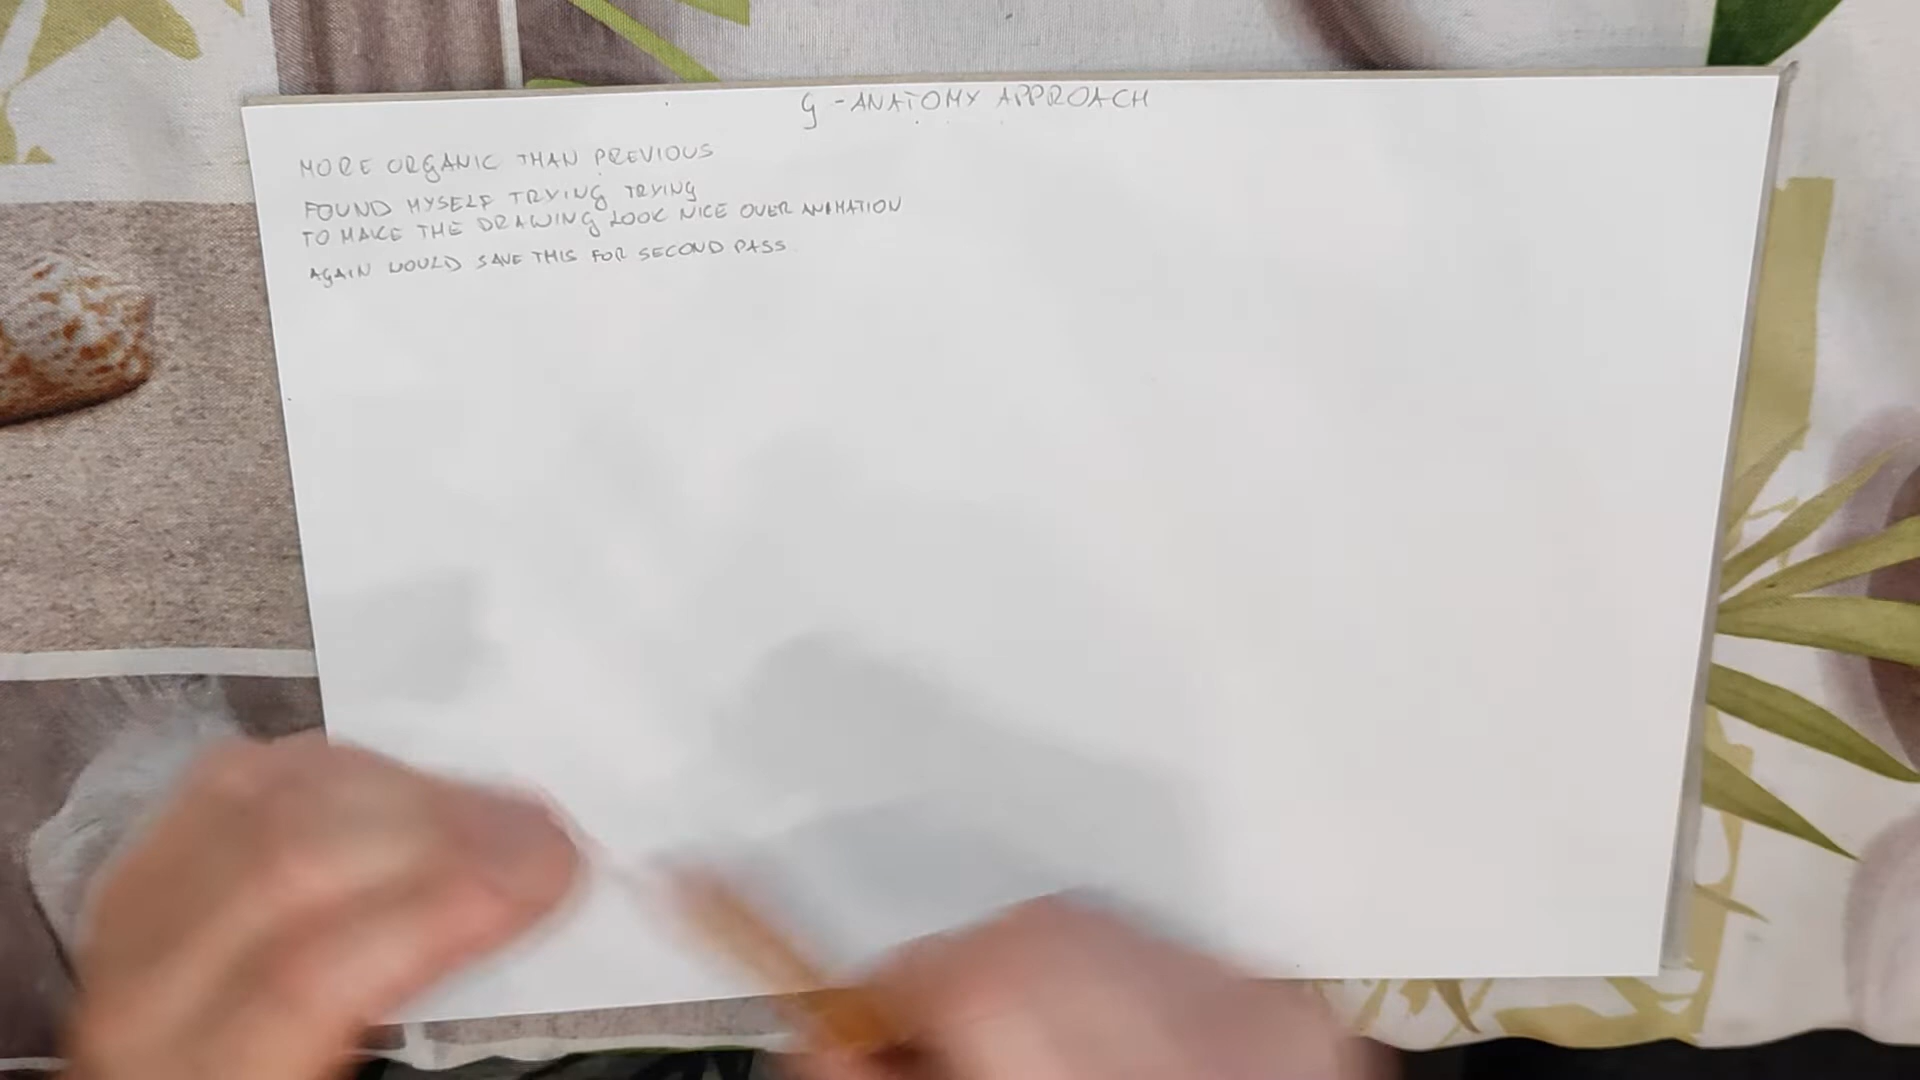 g - ANATOMY APPROACH
MORE ORGANIC THAN PREVIOUS
FOUND MYSELF TRYING TRYING
TO MAKE THE DRAWING LOOK NICE OVER ANIMATION
AGAIN WOULD SAVE THIS FOR SECOND PASS